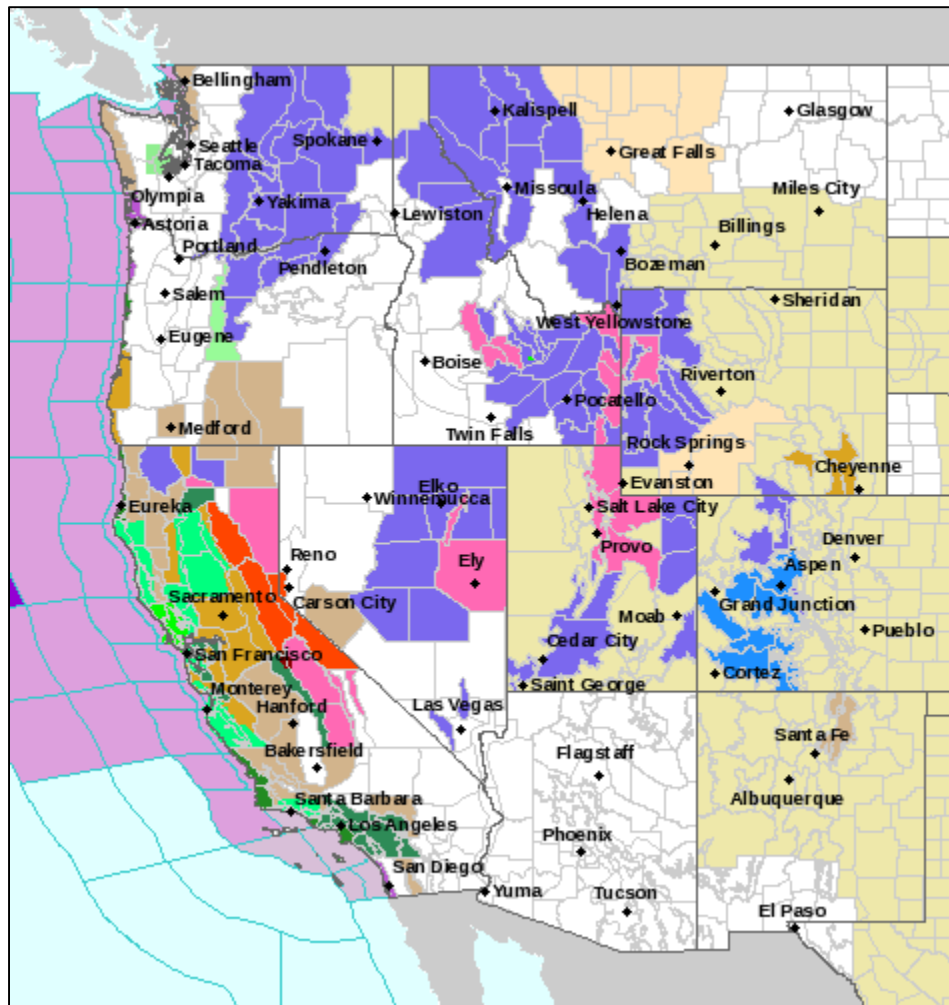 Bellingham
Kalispell
Glasgow
Seattle
Spokane
Tacoma
Great Falls
Olympia
Missoula
Miles City
Yakima
Lewiston
Helena
Astoria
Billings
Portland
Pendleton
Bozeman
Salem
Sheridan
West Yellowstone
Eugene
Boise
Riverton
Pocatello
Medford
Twin Falls
Rock Springs
Cheyenne
Elko
Evanston
Eureka
Winnemucca
Salt Lake City
Reno
Provo
Denver
Ely
Aspen
Sacramento
Carson City
Grand Junction
Moab
Pueblo
San Francisco
Cedar City
Cortez
Monterey
Saint George
Hanford
Las Vegas
Santa Fe
Bakersfield
Flagstaff
Albuquerque
Santa Barbara
Los Angeles
Phoenix
San Diego
Yuma
Tucson
El Paso